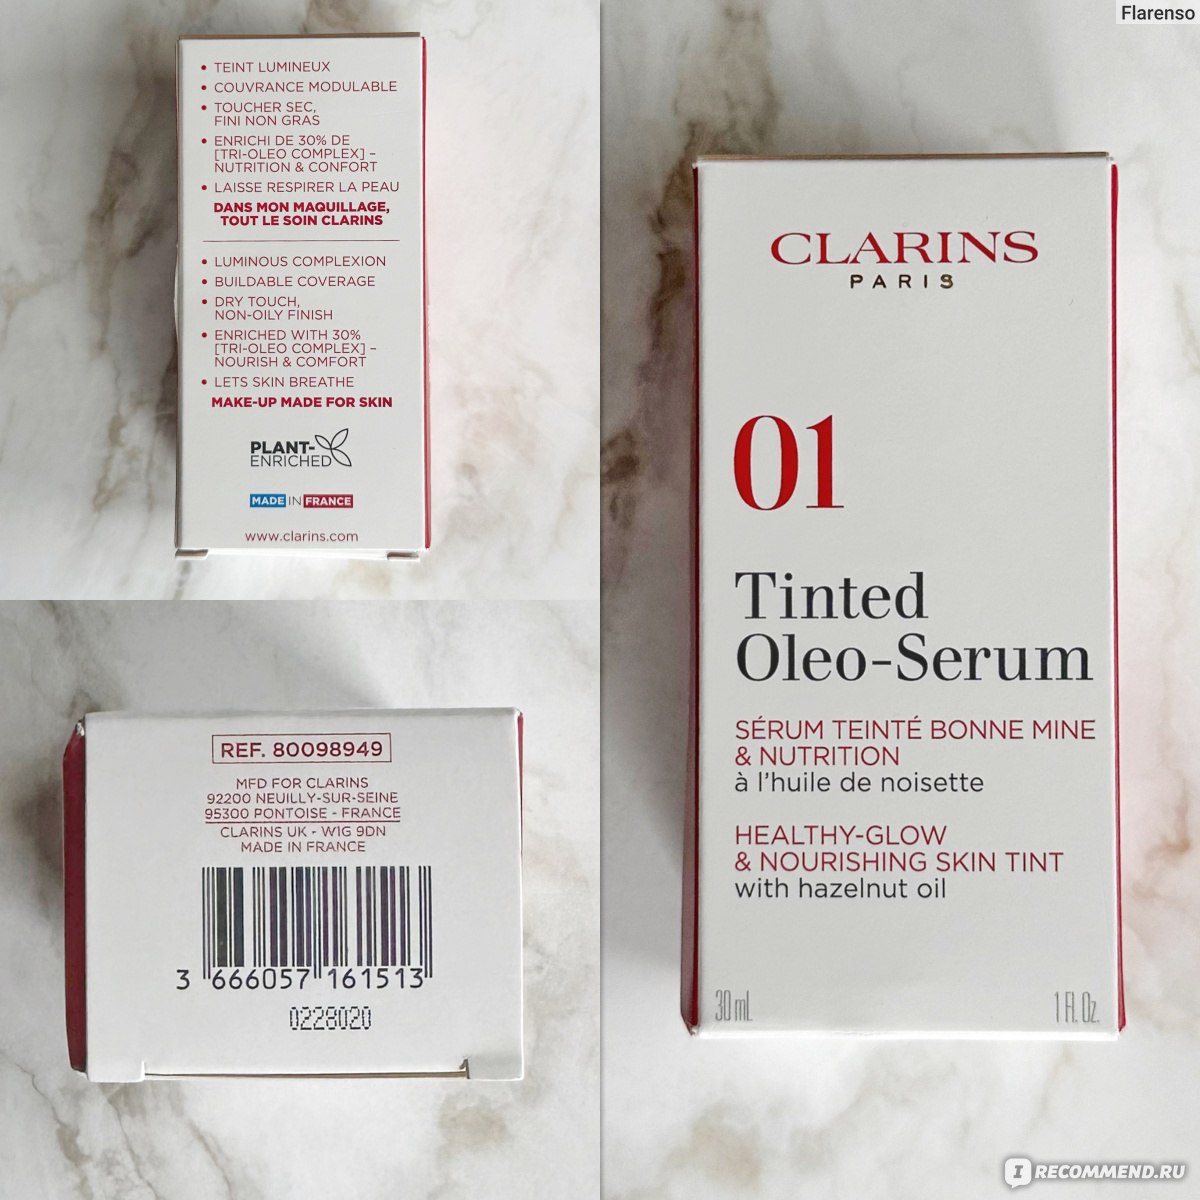 Flarenso
• TEINT LUMINEUX
• COUVRANCE MODULABLE
• TOUCHER SEC,
FINI NON GRAS
• ENRICHI DE 30% DE
[TRI-OLEO COMPLEX] –
NUTRITION & CONFORT
• LAISSE RESPIRER LA PEAU
DANS MON MAQUILLAGE,
TOUT LE SOIN CLARINS
• LUMINOUS COMPLEXION
• BUILDABLE COVERAGE
• DRY TOUCH,
NON-OILY FINISH
• ENRICHED WITH 30%
[TRI-OLEO COMPLEX] –
NOURISH & COMFORT
• LETS SKIN BREATHE
MAKE-UP MADE FOR SKIN
PLANT-
ENRICHED
MADE IN FRANCE
www.clarins.com
REF. 80098949
MFD FOR CLARINS
92200 NEUILLY-SUR-SEINE
95300 PONTOISE - FRANCE
CLARINS UK - W1G 9DN
MADE IN FRANCE
3 666057 161513
0228020
CLARINS
PARIS
01
Tinted
Oleo-Serum
SÉRUM TEINTÉ BONNE MINE
& NUTRITION
à l'huile de noisette
HEALTHY-GLOW
& NOURISHING SKIN TINT
with hazelnut oil
30 mL 1 Fl. Oz.
I RECOMMEND.RU